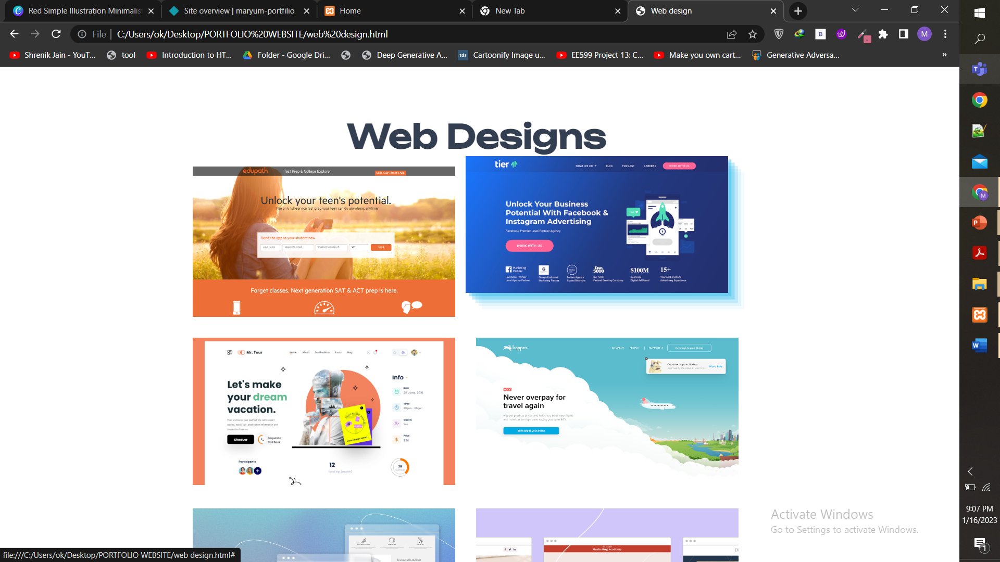 Red Simple Illustration Minimalist
Site overview | maryum-portfilio
Home
New Tab
Web design
File
C:/Users/ok/Desktop/PORTFOLIO%20WEBSITE/web%20design.html
M
Shrenik Jain - YouT...
tool
Introduction to HT...
Folder - Google Dri...
Deep Generative A...
tds
Cartoonify Image u...
EE599 Project 13: C...
Make you own cart...
Generative Adversa...
»
Web Designs
edupath
Test Prep & College Explorer
Send Your Teen the App
Unlock your teen's potential.
The only full-service test prep your teen can do anywhere, anytime.
Send the app to your student now
your name
student's email
student's mobile #
SAT
Send
Forget classes. Next generation SAT & ACT prep is here.
tier
WHAT WE DO
BLOG
PODCAST
CAREERS
WORK WITH US
Unlock Your Business
Potential With Facebook &
Instagram Advertising
Facebook Premier Level Partner Agency
WORK WITH US
Marketing
Partner
Facebook Premier
Level Agency Partner
Google Endorsed
Marketing Partner
Forbes Agency
Council Member
Inc.
5000
Inc. 5000
Fastest Growing Company
$100M
In Annual
Digital Ad Spend
15+
Years of Facebook
Advertising Experience
Mr. Tour
Home
About
Destinations
Tours
Blog
Let's make
your dream
vacation.
Plan and book your perfect trip with expert
advice, travel tips, destination information and
inspiration from us
Discover
Request a
Call Back
Info
Date
20 June, 2021
Time
20 jun - 05 jul
Guests
Yes
Price
$3K
Participants
12
Total trip (month)
28
hopper
COMPANY
PEOPLE
SUPPORT
Send app to your phone
Customer Support Update
More info
Never overpay for
travel again
Hopper predicts prices and helps you book your flights
and hotels at the right time, saving you up to 40%.
Send app to your phone
Marketing Academy
Activate Windows
Go to Settings to activate Windows.
file:///C:/Users/ok/Desktop/PORTFOLIO WEBSITE/web design.html#
9:07 PM
1/16/2023
1